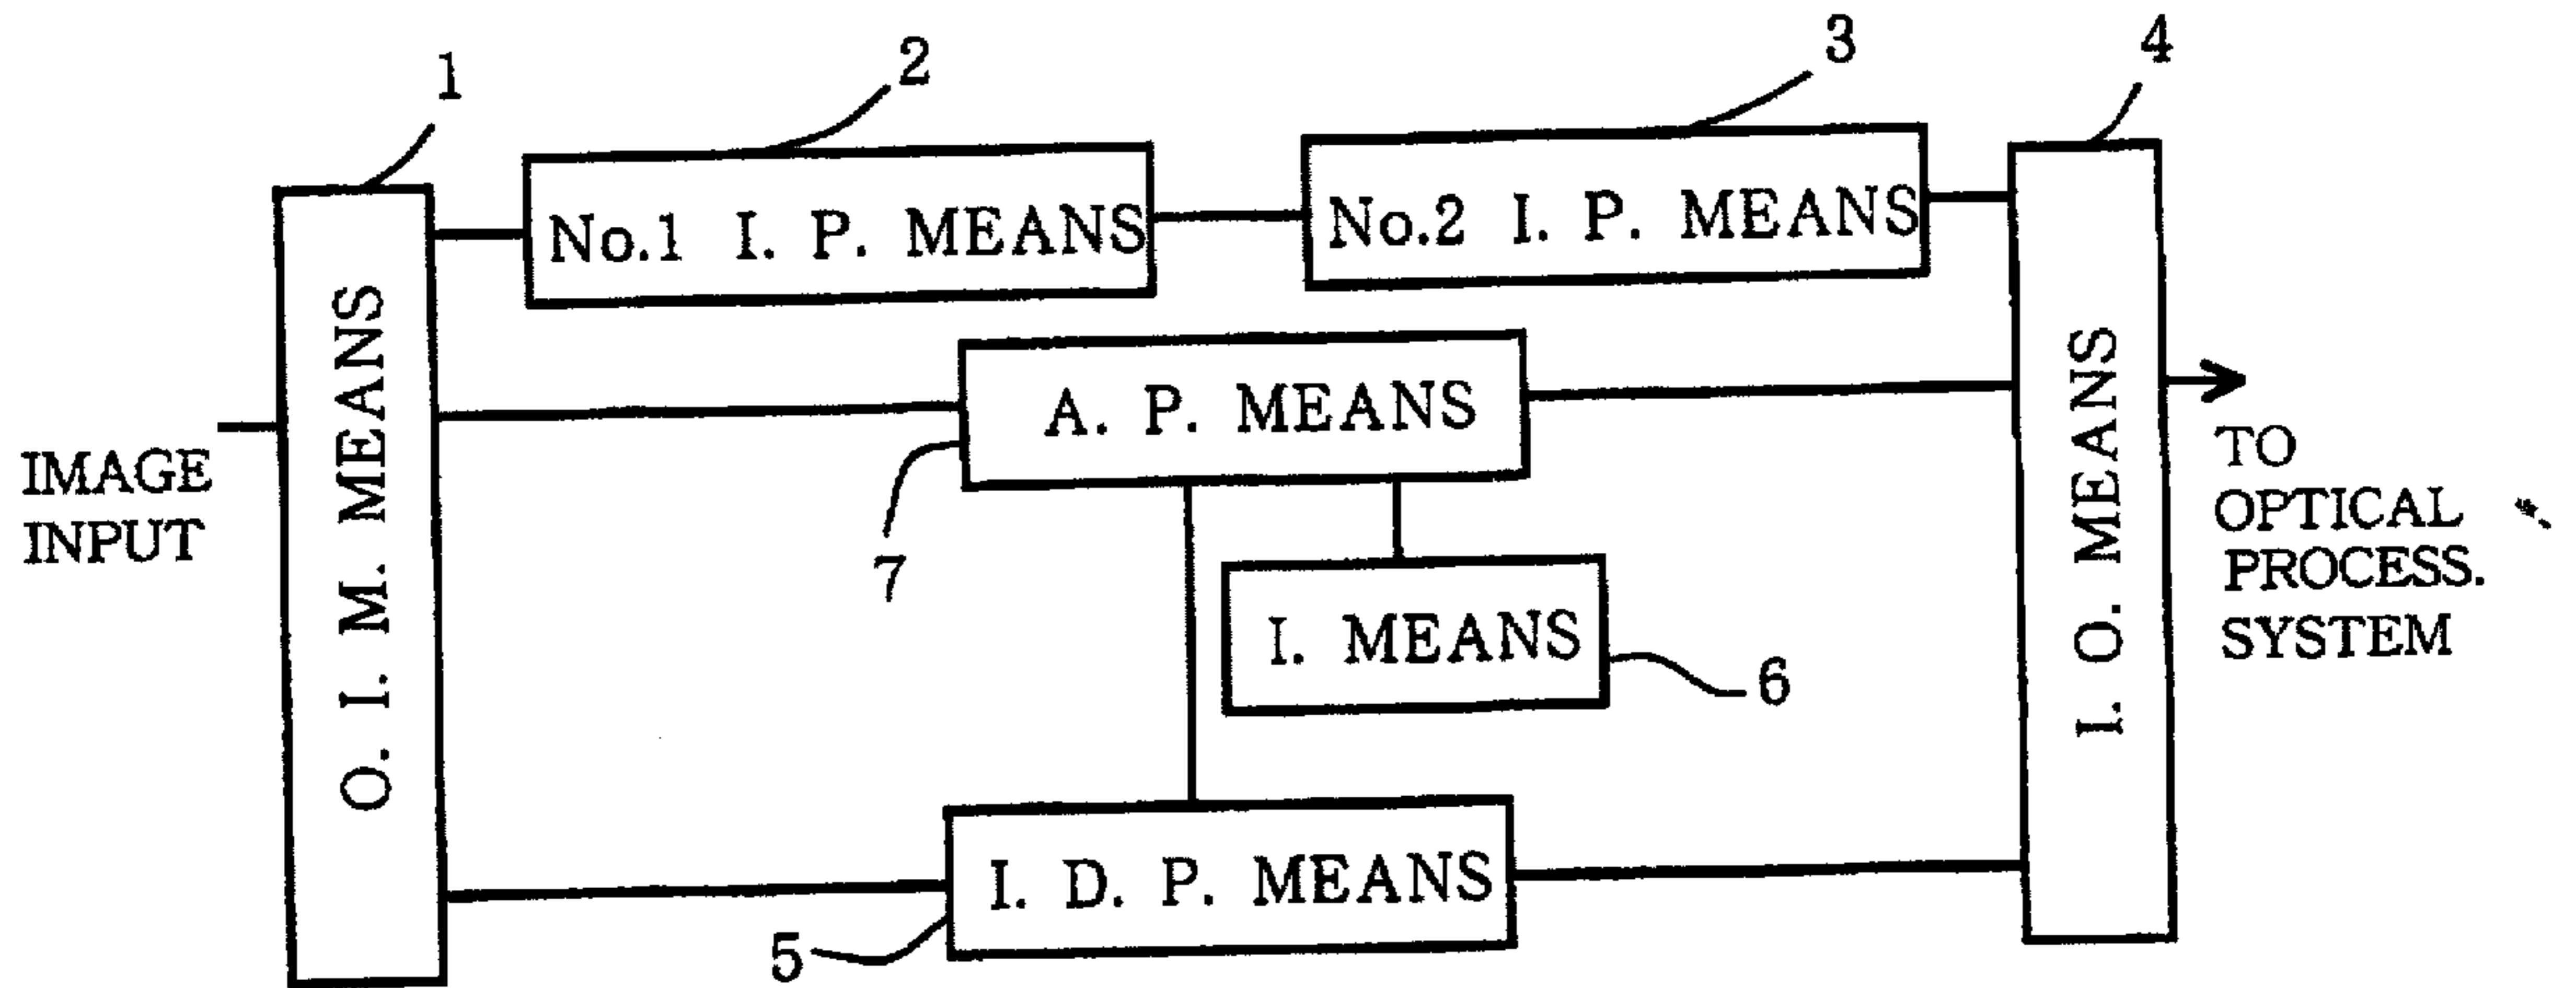 1
2
3
4
No.1 I. P. MEANS
No.2 I. P. MEANS
O. I. M. MEANS
A. P. MEANS
I. O. MEANS
IMAGE
INPUT
TO
OPTICAL
PROCESS.
SYSTEM
7
I. MEANS
6
I. D. P. MEANS
5